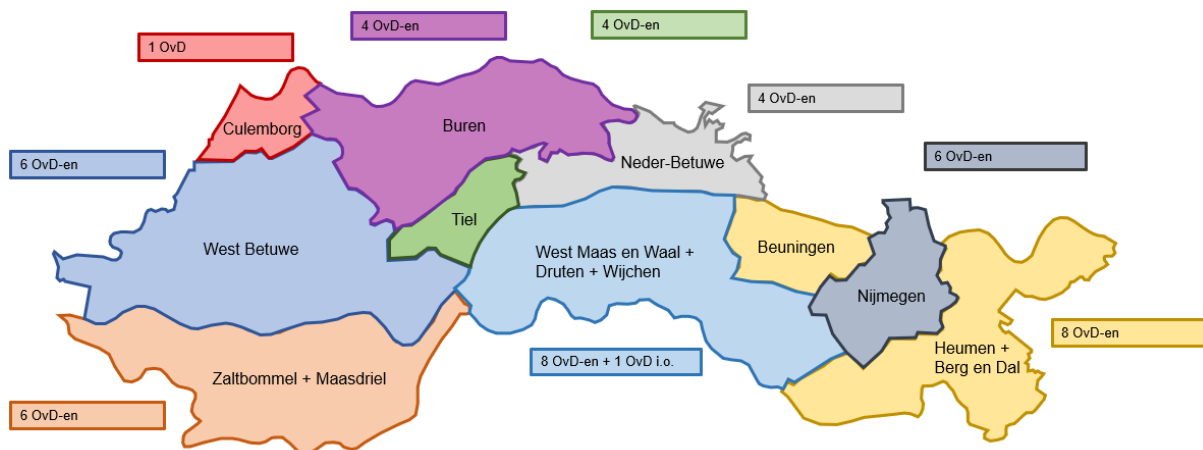 4 OvD-en
4 OvD-en
1 OvD
4 OvD-en
Culemborg
Buren
6 OvD-en
Neder-Betuwe
6 OvD-en
Tiel
West Betuwe
West Maas en Waal +
Druten + Wijchen
Beuningen
Nijmegen
8 OvD-en
Heumen +
Berg en Dal
8 OvD-en + 1 OvD i.o.
Zaltbommel + Maasdriel
6 OvD-en